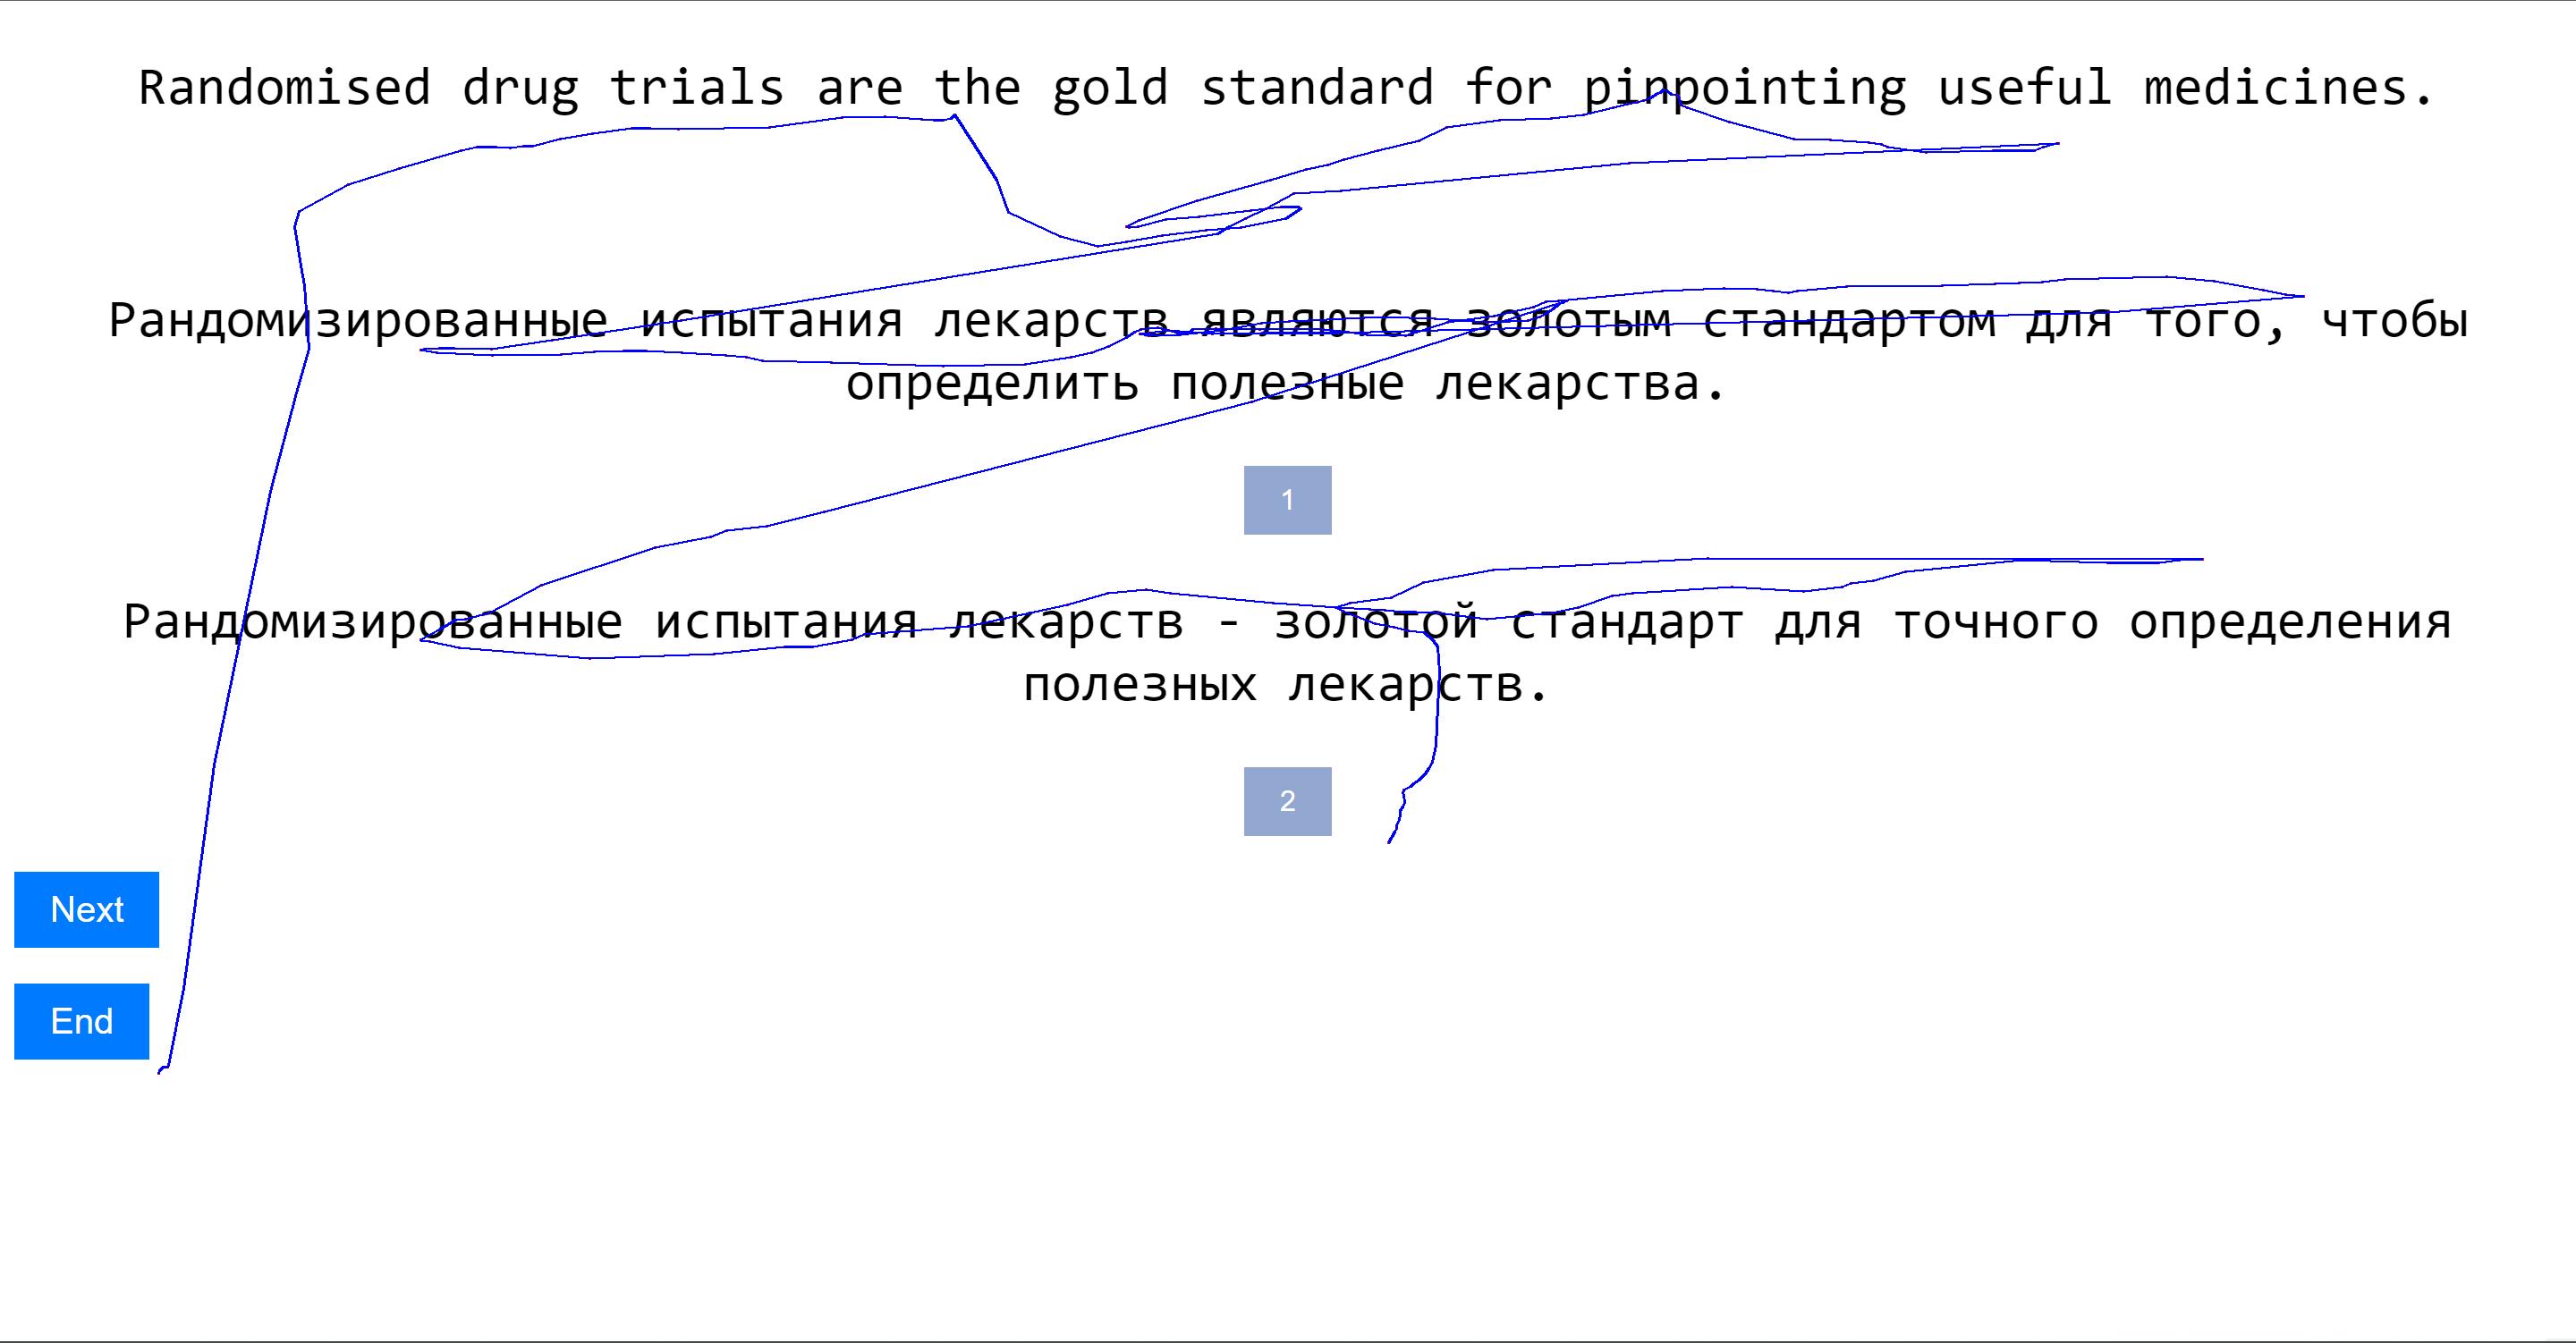 Randomised drug trials are the gold standard for pinpointing useful medicines.
Рандомизированные испытания лекарств являются золотым стандартом для того, чтобы
определить полезные лекарства.
1
Рандомизированные испытания лекарств - золотой стандарт для точного определения
полезных лекарств.
2
Next
End